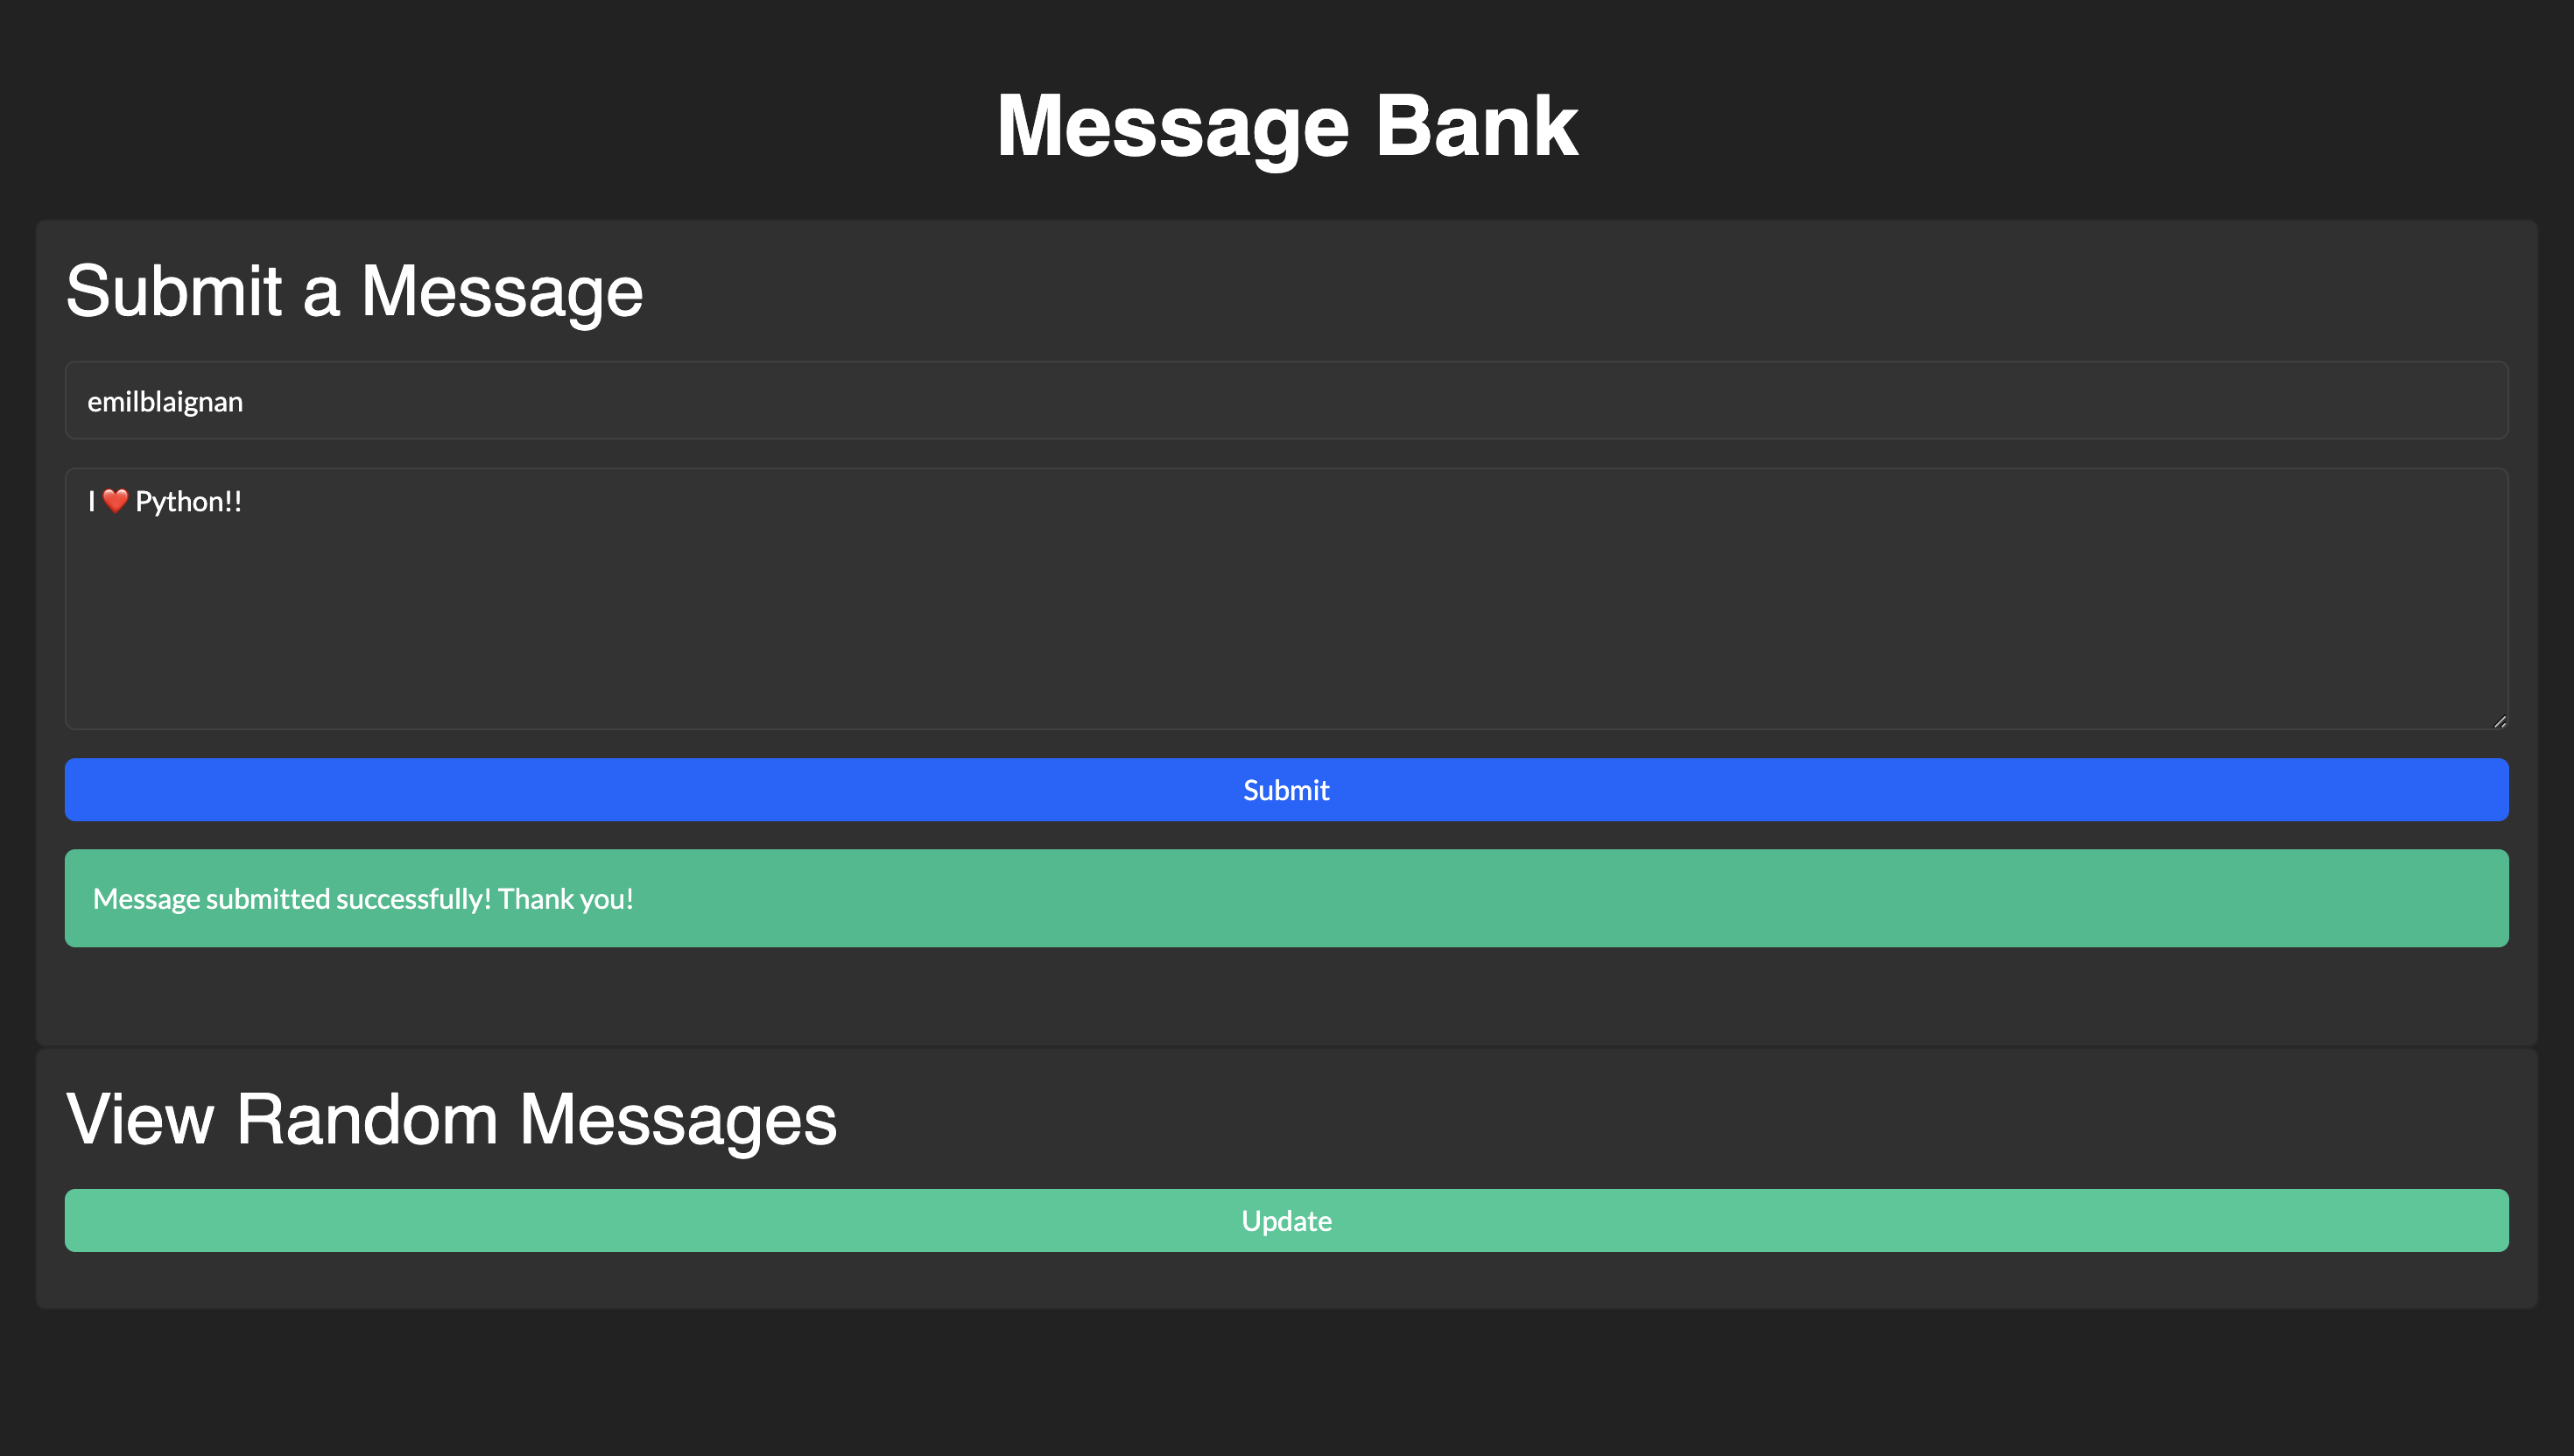 Message Bank
Submit a Message
emilblaignan
I ❤️ Python!!
Submit
Message submitted successfully! Thank you!
View Random Messages
Update